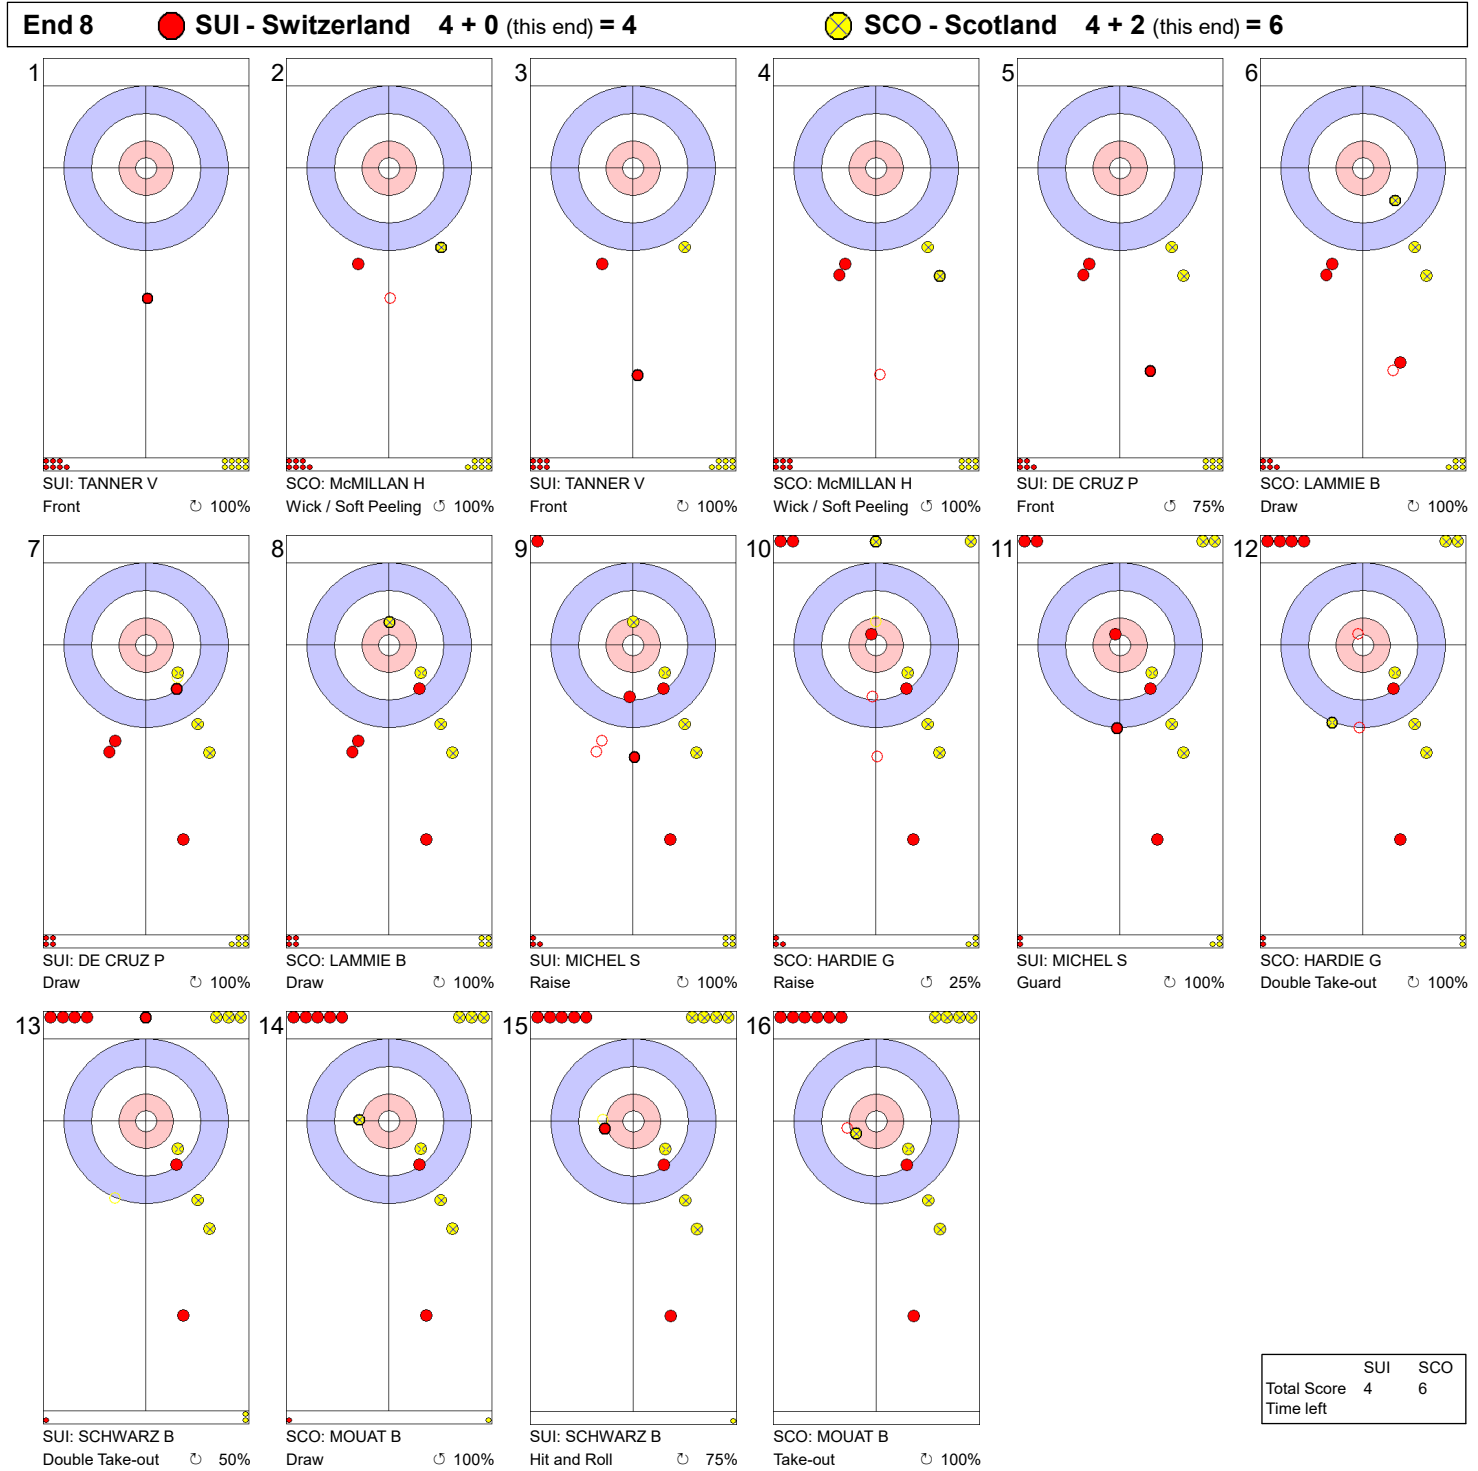 End 8 SUI - Switzerland 4 + 0 (this end) = 4 SCO - Scotland 4 + 2 (this end) = 6
1 2 3 4 5 6
SUI: TANNER V SCO: McMILLAN H SUI: TANNER V SCO: McMILLAN H SUI: DE CRUZ P SCO: LAMMIE B
Front ↻ 100% Wick / Soft Peeling ↻ 100% Front ↻ 100% Wick / Soft Peeling ↺ 100% Front ↺ 75% Draw ↻ 100%
7 8 9 10 11 12
SUI: DE CRUZ P SCO: LAMMIE B SUI: MICHEL S SCO: HARDIE G SUI: MICHEL S SCO: HARDIE G
Draw ↻ 100% Draw ↻ 100% Raise ↻ 100% Raise ↺ 25% Guard ↻ 100% Double Take-out ↻ 100%
13 14 15 16
SUI: SCHWARZ B SCO: MOUAT B SUI: SCHWARZ B SCO: MOUAT B
Double Take-out ↻ 50% Draw ↻ 100% Hit and Roll ↻ 75% Take-out ↻ 100%
SUI SCO
Total Score 4 6
Time left